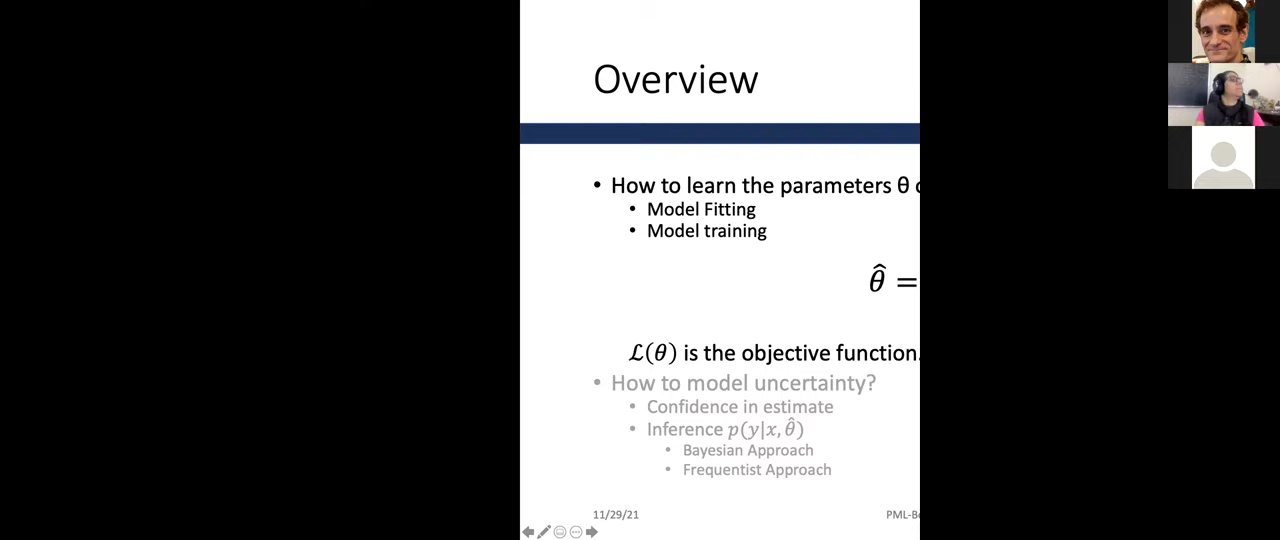 Overview
• How to learn the parameters θ
• Model Fitting
• Model training
θ̂ =
ℒ(θ) is the objective function.
• How to model uncertainty?
• Confidence in estimate
• Inference p(y|x, θ̂)
• Bayesian Approach
• Frequentist Approach
11/29/21